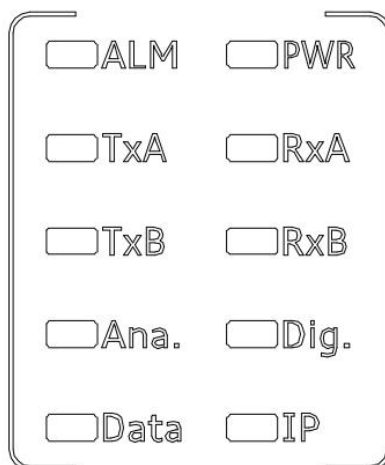 ALM PWR
TxA RxA
TxB RxB
Ana. Dig.
Data IP